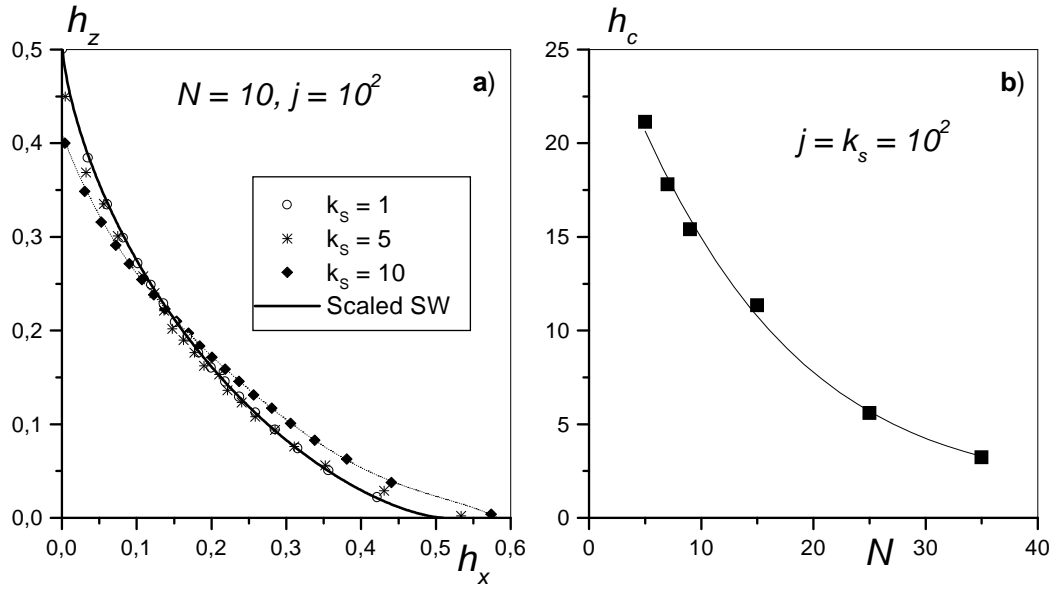 h_z
0,5
0,4
0,3
0,2
0,1
0,0
a)
N = 10, j = 10^2
k_S = 1
k_S = 5
k_S = 10
Scaled SW
0,0 0,1 0,2 0,3 0,4 0,5 0,6
h_x
h_c
25
20
15
10
5
0
b)
j = k_s = 10^2
0 10 20 30 40
N